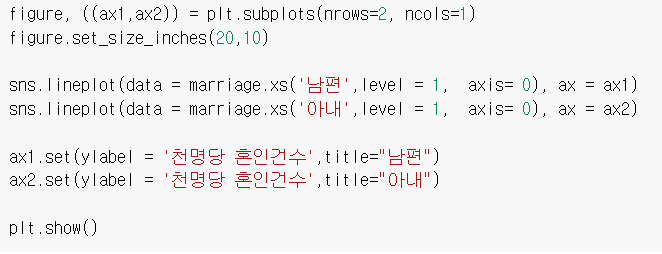 figure, ((ax1,ax2)) = plt.subplots(nrows=2, ncols=1)
figure.set_size_inches(20,10)
sns.lineplot(data = marriage.xs('남편',level = 1,  axis= 0), ax = ax1)
sns.lineplot(data = marriage.xs('아내',level = 1,  axis= 0), ax = ax2)
ax1.set(ylabel = '천명당 혼인건수',title="남편")
ax2.set(ylabel = '천명당 혼인건수',title="아내")
plt.show()